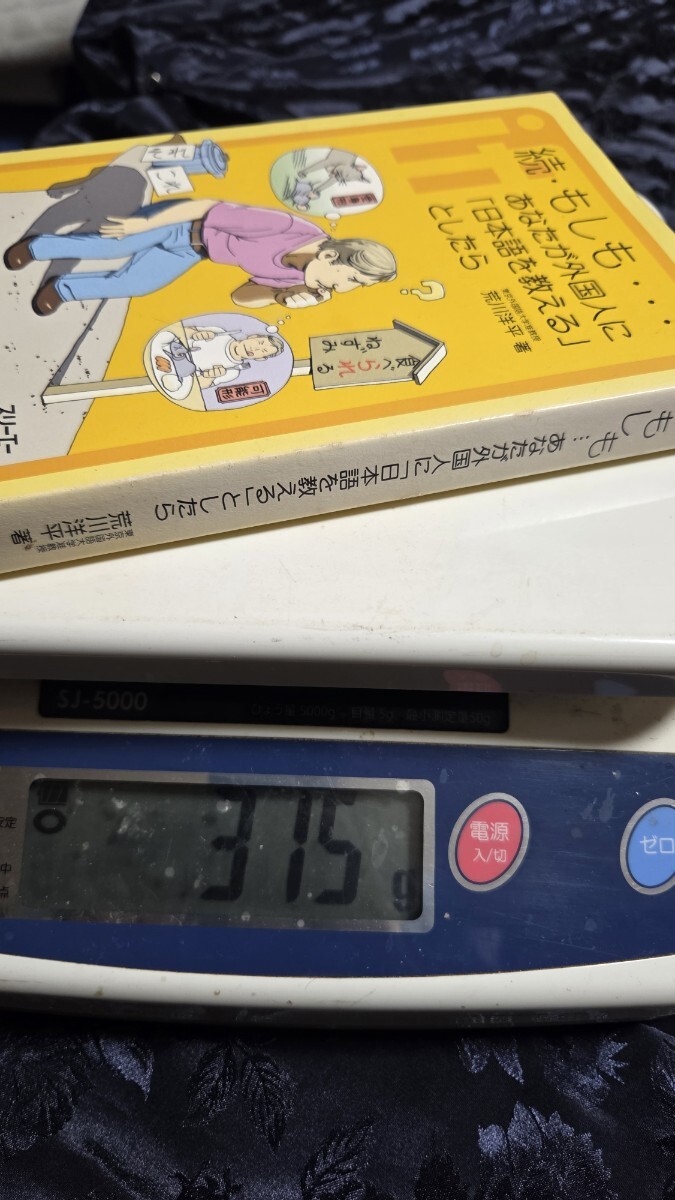 続・もしも…
あなたが外国人に
「日本語を教える」
としたら
荒川洋平 著
食べられる
ねずみ
可能形
スリーエー
もしも…あなたが外国人に「日本語を教える」としたら
荒川洋平 著
SJ-5000
375 g
電源
入/切
ゼロ